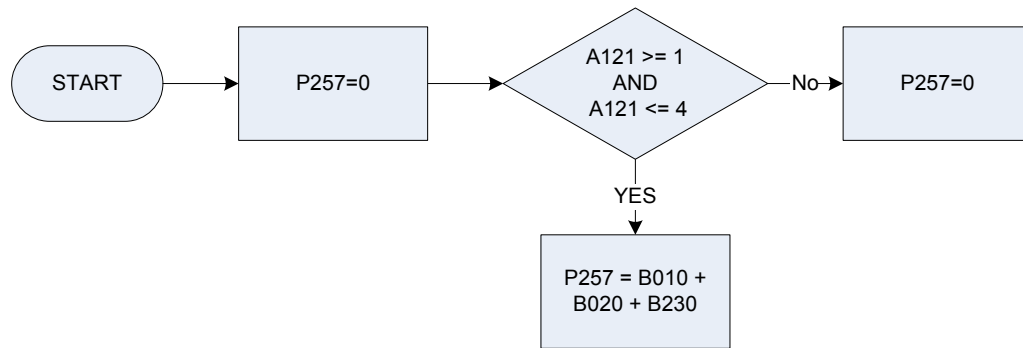 START
P257=0
A121 >= 1
AND
A121 <= 4
No
P257=0
YES
P257 = B010 +
B020 + B230